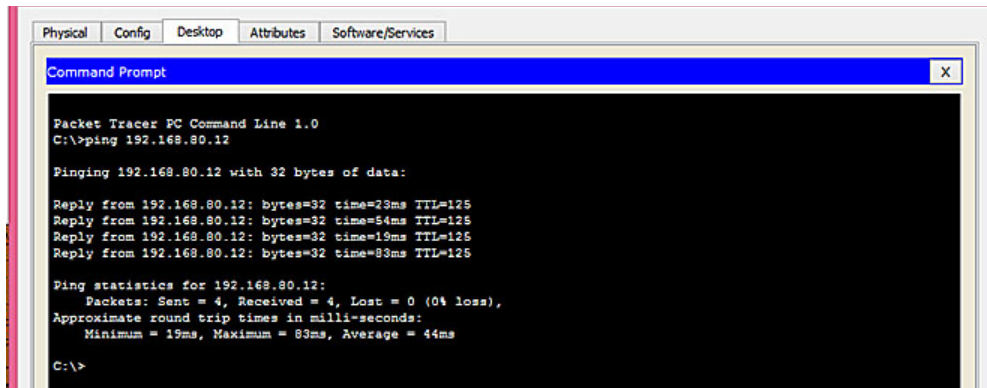 Physical Config Desktop Attributes Software/Services
Command Prompt X
Packet Tracer PC Command Line 1.0
C:\>ping 192.168.80.12
Pinging 192.168.80.12 with 32 bytes of data:
Reply from 192.168.80.12: bytes=32 time=23ms TTL=125
Reply from 192.168.80.12: bytes=32 time=54ms TTL=125
Reply from 192.168.80.12: bytes=32 time=19ms TTL=125
Reply from 192.168.80.12: bytes=32 time=83ms TTL=125
Ping statistics for 192.168.80.12:
Packets: Sent = 4, Received = 4, Lost = 0 (0% loss),
Approximate round trip times in milli-seconds:
Minimum = 19ms, Maximum = 83ms, Average = 44ms
C:\>